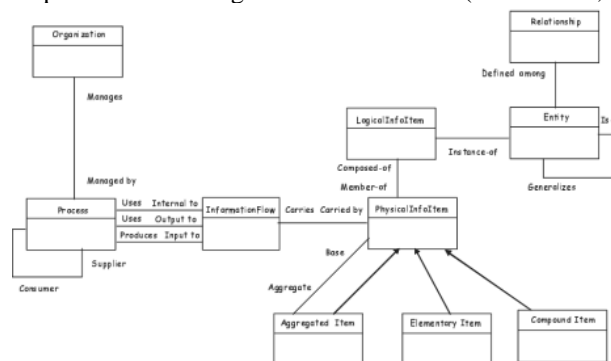 Organization
Relationship
Manages
Defined among
LogicalInfoItem
Entity
Is
Instance-of
Composed-of
Managed by
Member-of
Generalizes
Process
Uses Internal to
InformationFlow
Carries Carried by
PhysicalInfoItem
Uses Output to
Produces Input to
Base
Supplier
Consumer
Aggregate
Aggregated Item
Elementary Item
Compound Item